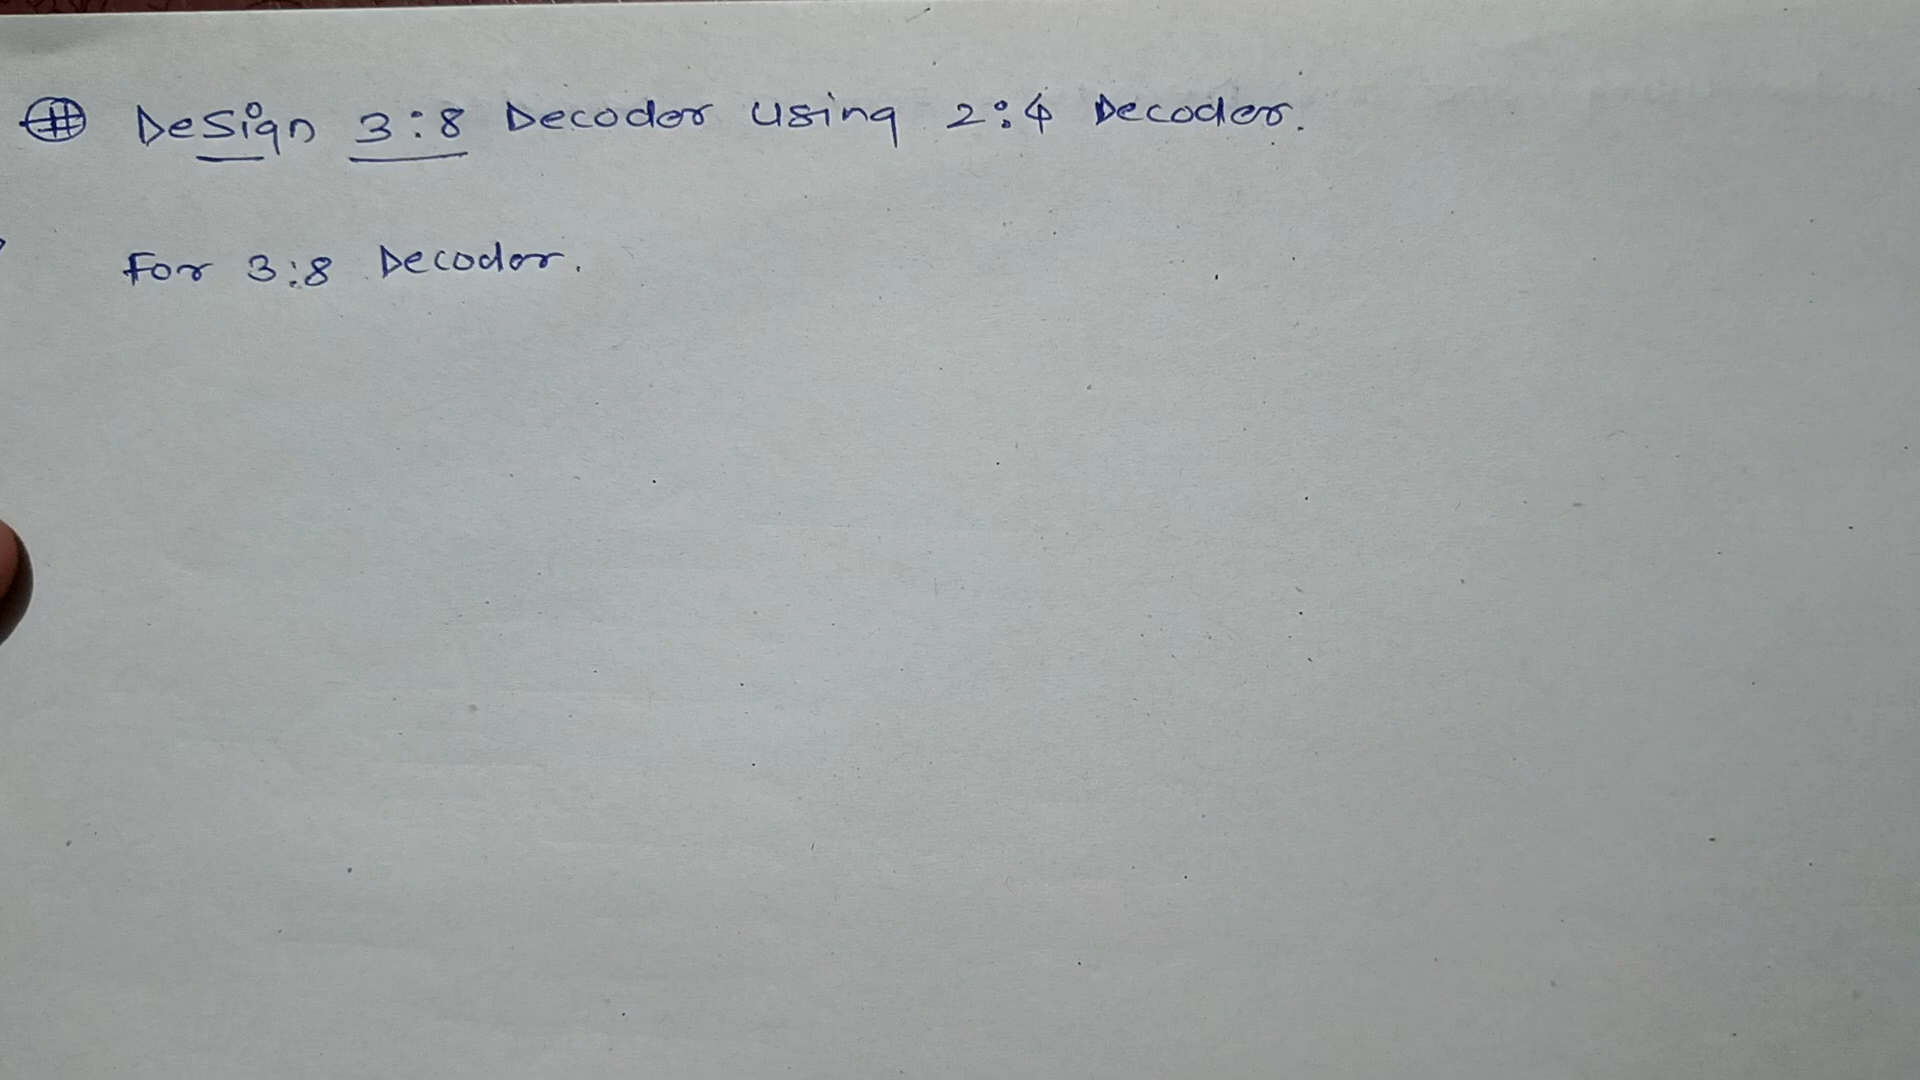 # Design 3:8 Decoder using 2:4 Decoder.
For 3:8 Decoder.